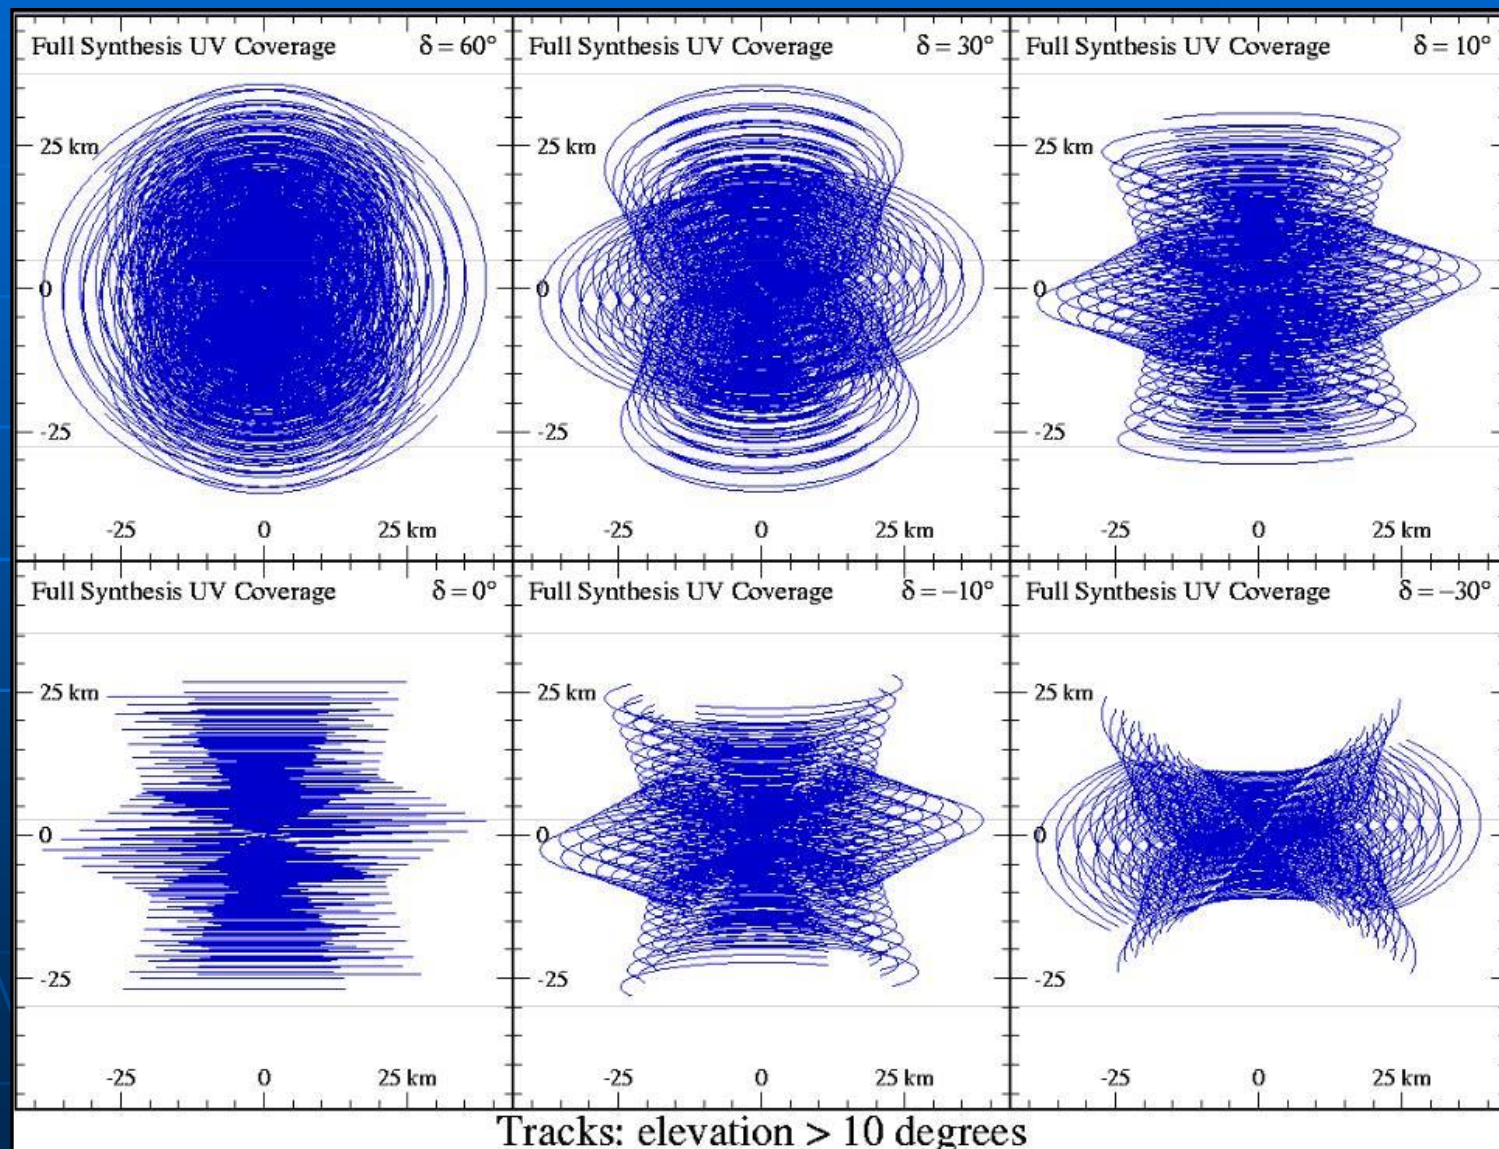 Full Synthesis UV Coverage δ = 60°
25 km
0
-25
-25 0 25 km
Full Synthesis UV Coverage δ = 30°
25 km
0
-25
-25 0 25 km
Full Synthesis UV Coverage δ = 10°
25 km
0
-25
-25 0 25 km
Full Synthesis UV Coverage δ = 0°
25 km
0
-25
-25 0 25 km
Full Synthesis UV Coverage δ = −10°
25 km
0
-25
-25 0 25 km
Full Synthesis UV Coverage δ = −30°
25 km
0
-25
-25 0 25 km
Tracks: elevation > 10 degrees